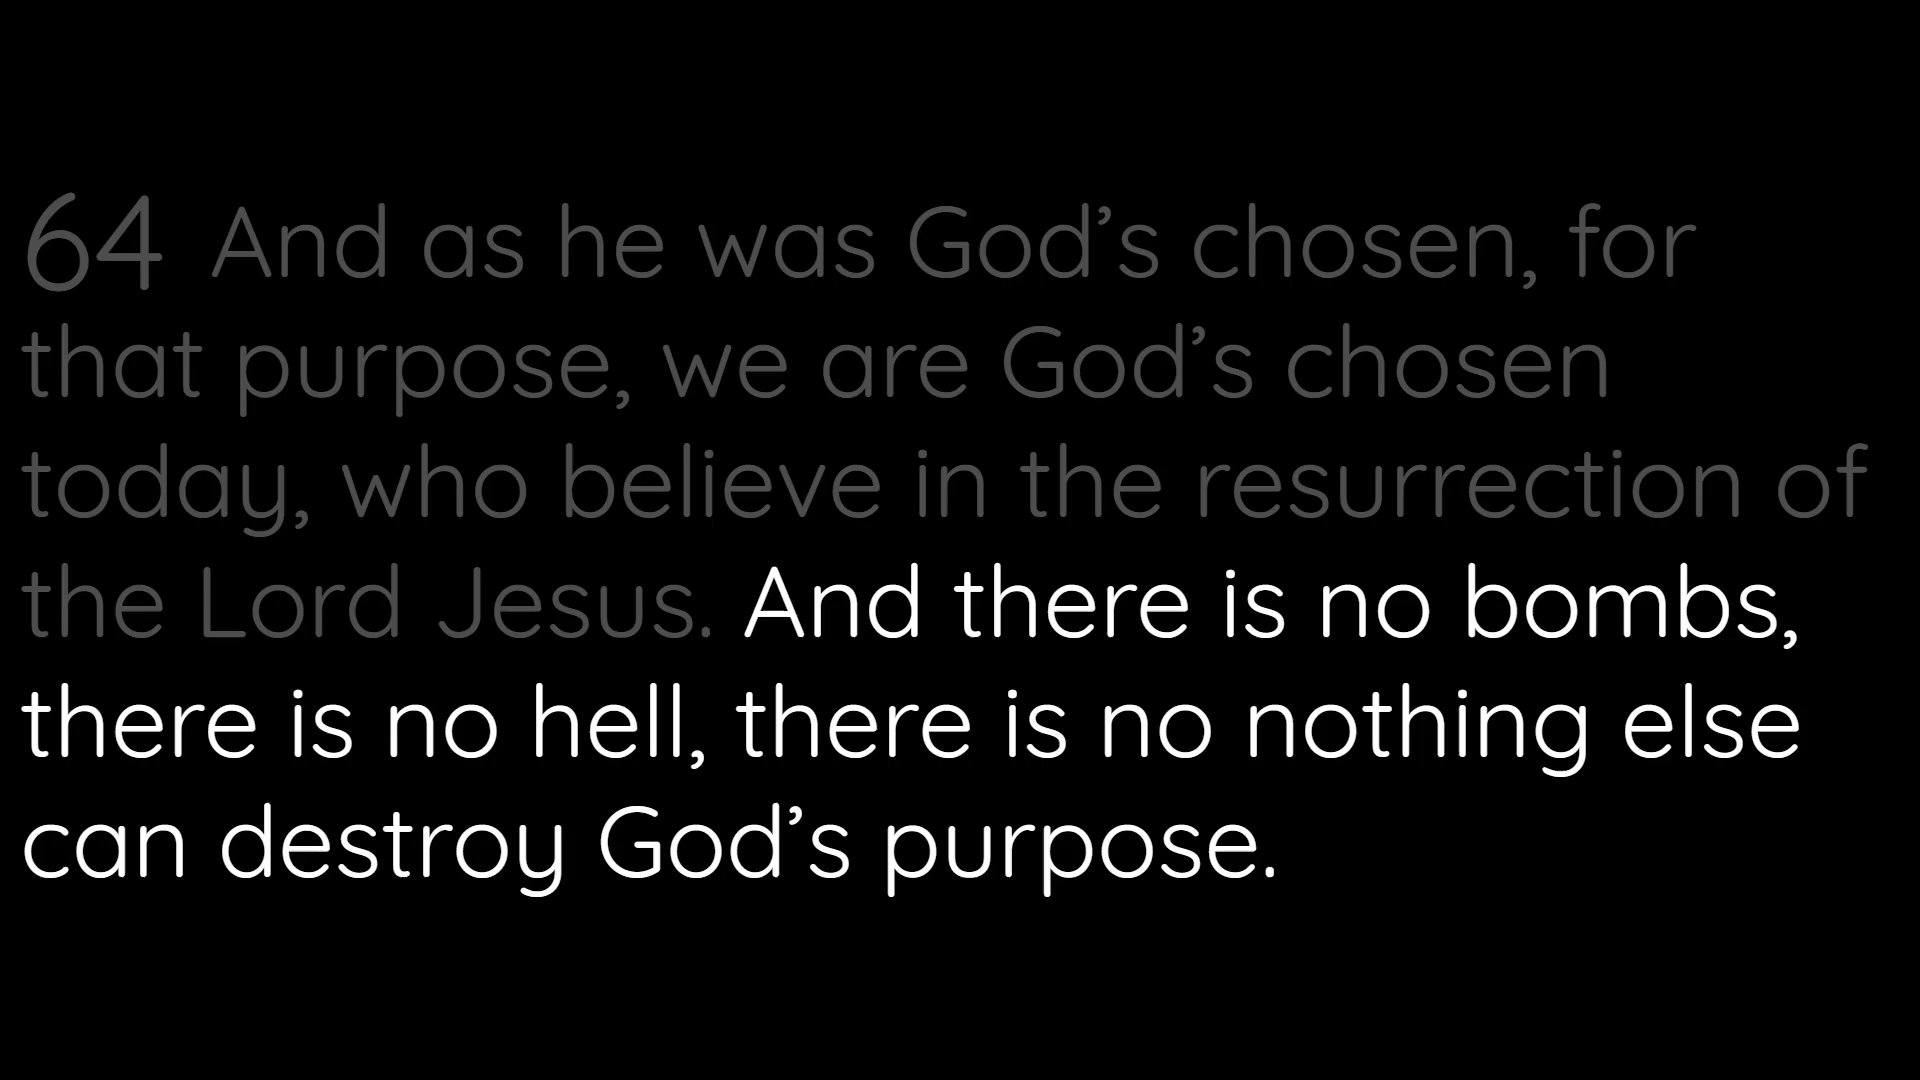 64 And as he was God’s chosen, for
that purpose, we are God’s chosen
today, who believe in the resurrection of
the Lord Jesus. And there is no bombs,
there is no hell, there is no nothing else
can destroy God’s purpose.